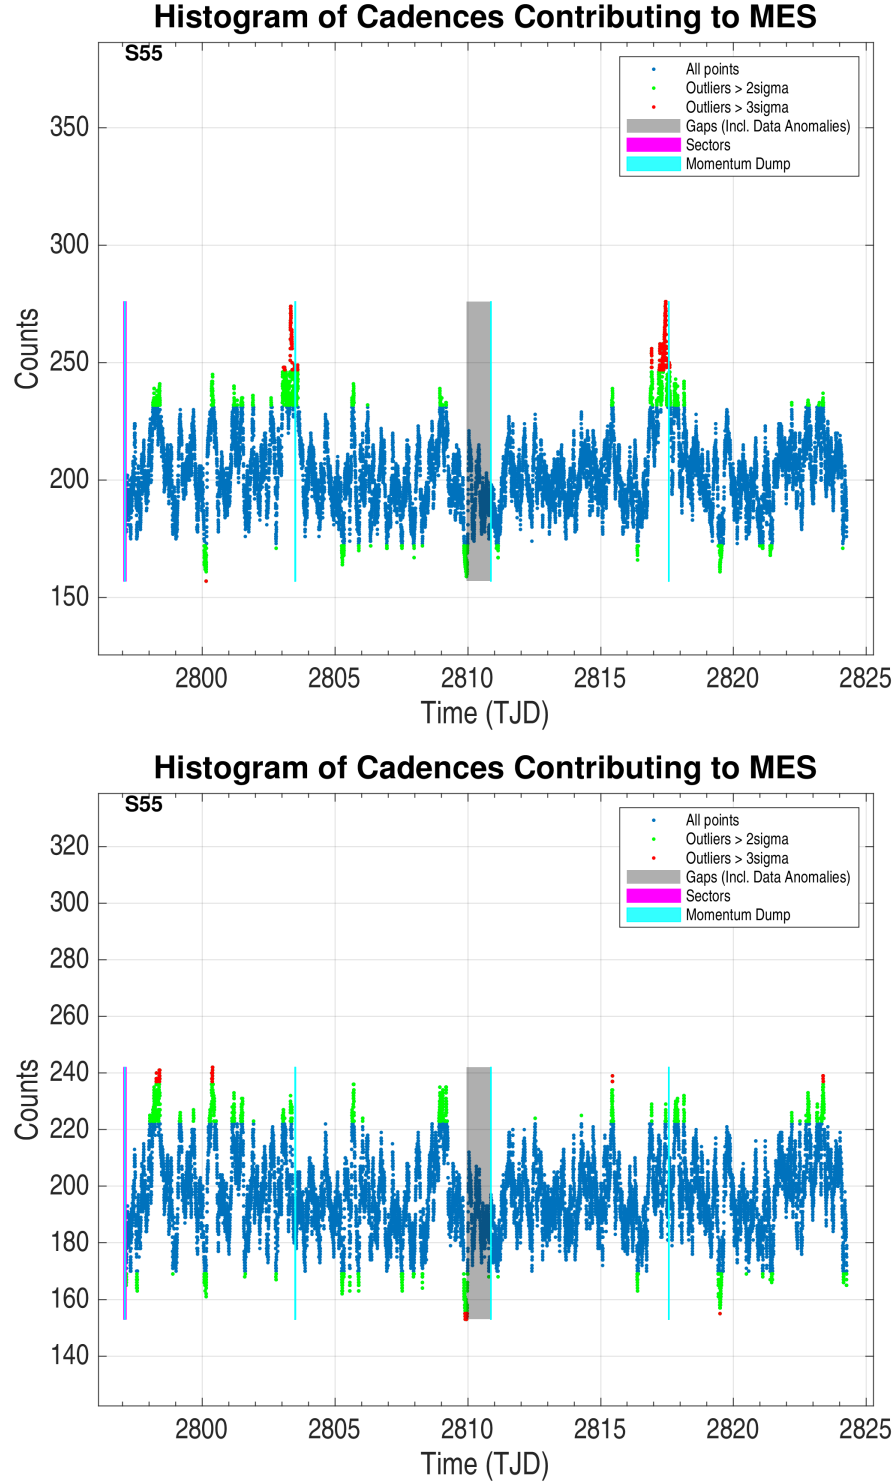 Histogram of Cadences Contributing to MES
S55
All points
Outliers > 2sigma
Outliers > 3sigma
Gaps (Incl. Data Anomalies)
Sectors
Momentum Dump
350
300
250
200
150
Counts
2800 2805 2810 2815 2820 2825
Time (TJD)
Histogram of Cadences Contributing to MES
S55
All points
Outliers > 2sigma
Outliers > 3sigma
Gaps (Incl. Data Anomalies)
Sectors
Momentum Dump
320
300
280
260
240
220
200
180
160
140
Counts
2800 2805 2810 2815 2820 2825
Time (TJD)